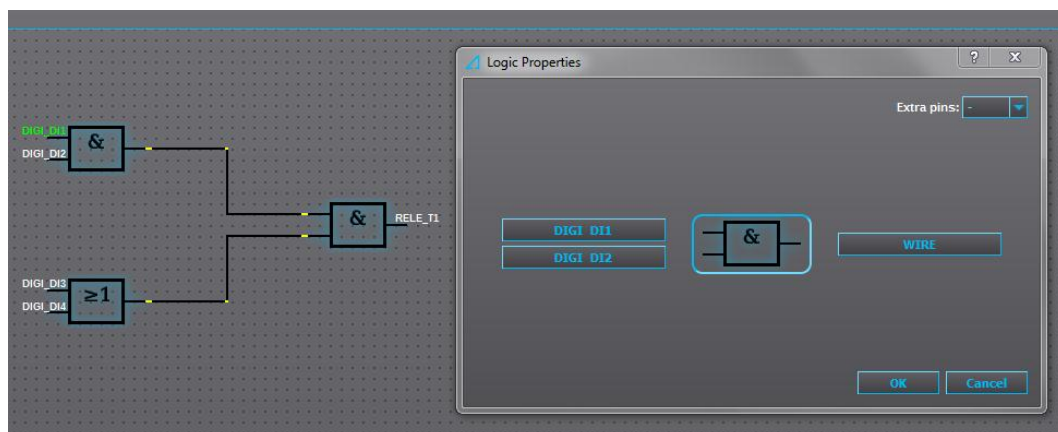 Logic Properties
? X
Extra pins: -
DIGI_DI1
&
DIGI_DI2
& RELE_T1
DIGI_DI3
≥1
DIGI_DI4
DIGI DI1
DIGI DI2
&
WIRE
OK Cancel